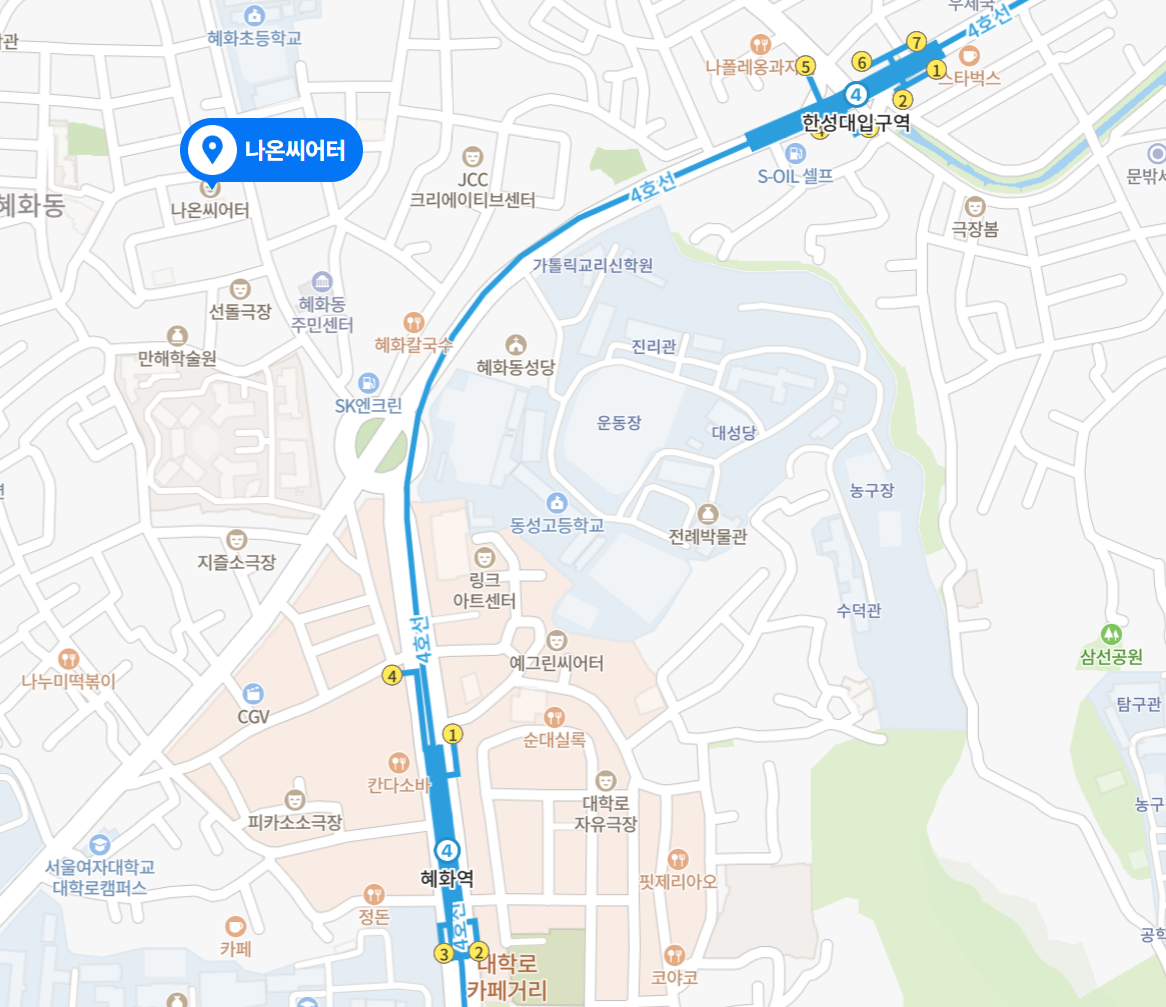 우체국
4호선
혜화초등학교
7
나폴레옹과자
5
6
1
스타벅스
4
2
한성대입구역
나온씨어터
JCC
크리에이티브센터
S-OIL 셀프
4호선
혜화동
나온씨어터
극장봄
가톨릭교리신학원
선돌극장
혜화동
주민센터
혜화칼국수
만해학술원
혜화동성당
진리관
SK엔크린
운동장
대성당
농구장
동성고등학교
전례박물관
지즐소극장
링크
아트센터
수덕관
4호선
예그린씨어터
삼선공원
나누미떡볶이
4
CGV
탐구관
1
순대실록
칸다소바
대학로
자유극장
피카소소극장
4
혜화역
서울여자대학교
대학로캠퍼스
핏제리아오
정돈
카페
4호선
3
2
대학로
카페거리
코야코